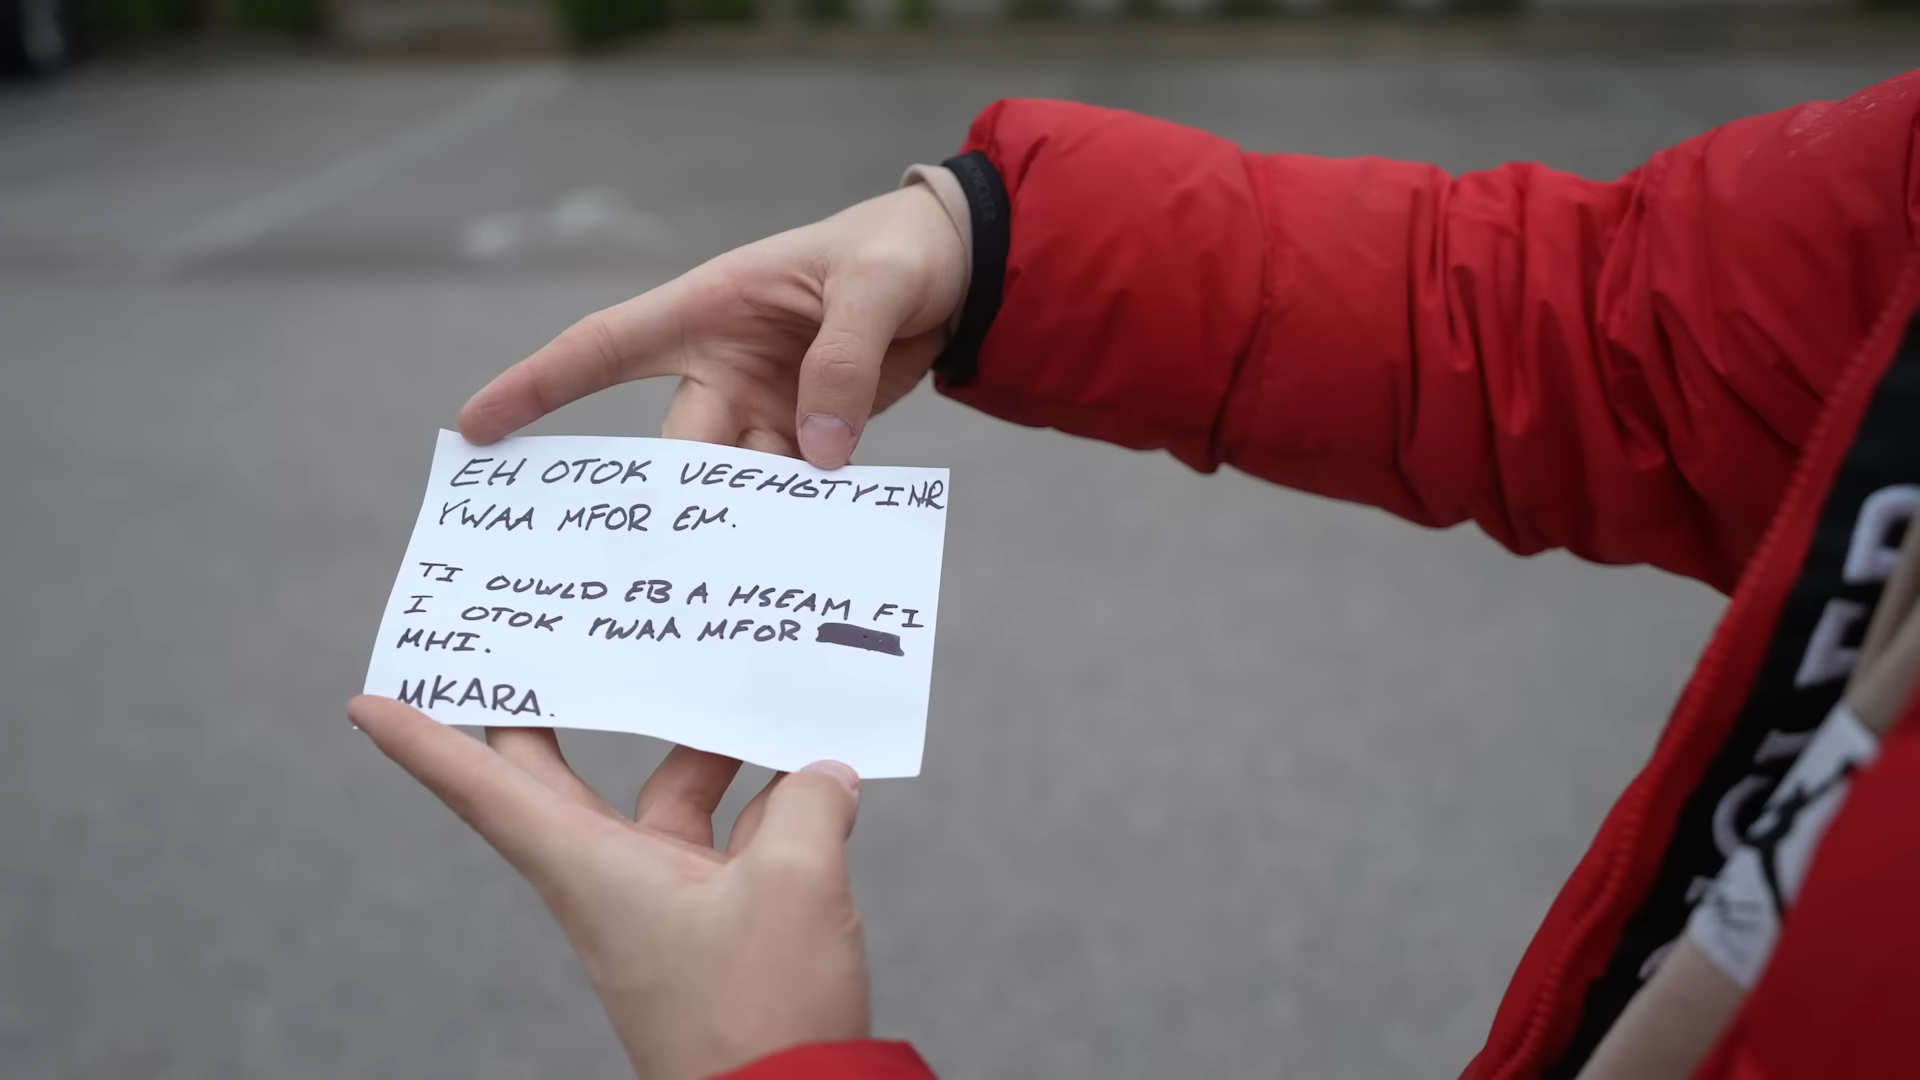 EH OTOK VEEHGTYINR
YWAA MFOR EM.
TI OUWLD EB A HSEAM FI
I OTOK YWAA MFOR
MHI.
MKARA.